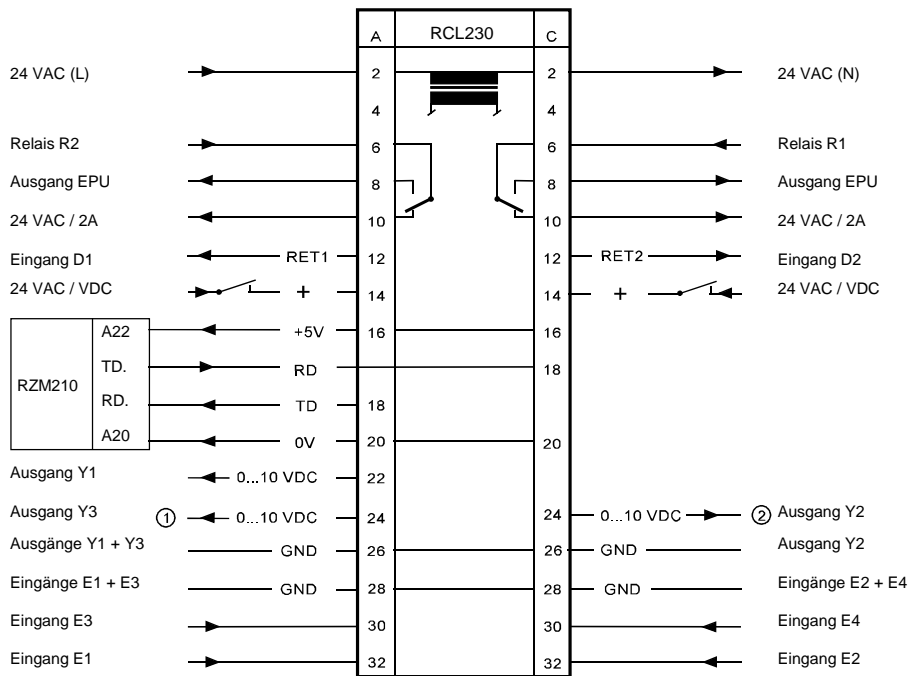 A RCL230 C
24 VAC (L) 2 2 24 VAC (N)
4 4
Relais R2 6 6 Relais R1
Ausgang EPU 8 8 Ausgang EPU
24 VAC / 2A 10 10 24 VAC / 2A
Eingang D1 RET1 12 12 RET2 Eingang D2
24 VAC / VDC + 14 14 + 24 VAC / VDC
A22 +5V 16 16
TD. RD 18
RZM210
RD. TD 18
A20 0V 20 20
Ausgang Y1 0...10 VDC 22
Ausgang Y3 ① 0...10 VDC 24 24 0...10 VDC ② Ausgang Y2
Ausgänge Y1 + Y3 GND 26 26 GND Ausgang Y2
Eingänge E1 + E3 GND 28 28 GND Eingänge E2 + E4
Eingang E3 30 30 Eingang E4
Eingang E1 32 32 Eingang E2